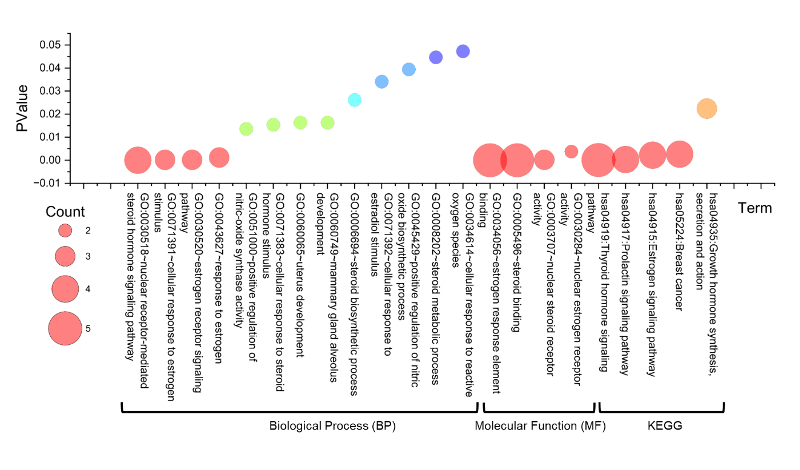 PValue
0.05
0.04
0.03
0.02
0.01
0.00
−0.01
Term
Count
2
3
4
5
GO:0030518~nuclear receptor-mediated
steroid hormone signaling pathway
GO:0071391~cellular response to estrogen
stimulus
GO:0030520~estrogen receptor signaling
pathway
GO:0043627~response to estrogen
GO:0051000~positive regulation of
nitric-oxide synthase activity
GO:0071383~cellular response to steroid
hormone stimulus
GO:0060065~uterus development
GO:0060749~mammary gland alveolus
development
GO:0006694~steroid biosynthetic process
GO:0071392~cellular response to
estradiol stimulus
GO:0045429~positive regulation of nitric
oxide biosynthetic process
GO:0008202~steroid metabolic process
GO:0034614~cellular response to reactive
oxygen species
GO:0034056~estrogen response element
binding
GO:0005496~steroid binding
GO:0003707~nuclear steroid receptor
activity
GO:0030284~nuclear estrogen receptor
activity
hsa04919:Thyroid hormone signaling
pathway
hsa04917:Prolactin signaling pathway
hsa04915:Estrogen signaling pathway
hsa05224:Breast cancer
hsa04935:Growth hormone synthesis,
secretion and action
Biological Process (BP)
Molecular Function (MF)
KEGG